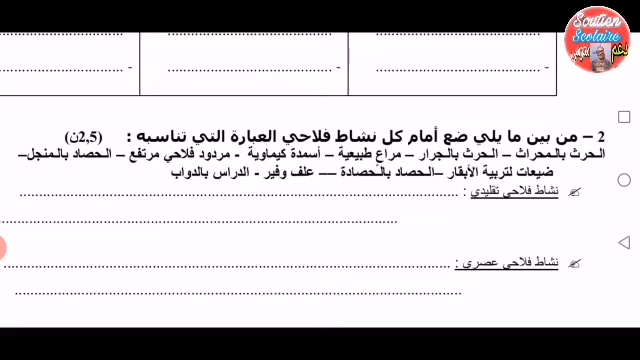 Soutien
Scolaire
2 – من بين ما يلي ضع أمام كل نشاط فلاحي العبارة التي تناسبه : (2,5ن)
الحرث بالمحراث – الحرث بالجرار – مراع طبيعية – أسمدة كيماوية - مردود فلاحي مرتفع – الحصاد بالمنجل–
ضيعات لتربية الأبقار –الحصاد بالحصادة –– علف وفير - الدراس بالدواب
نشاط فلاحي تقليدي : ..........................................................................................
..........................................................................................
نشاط فلاحي عصري : ..........................................................................................
..........................................................................................